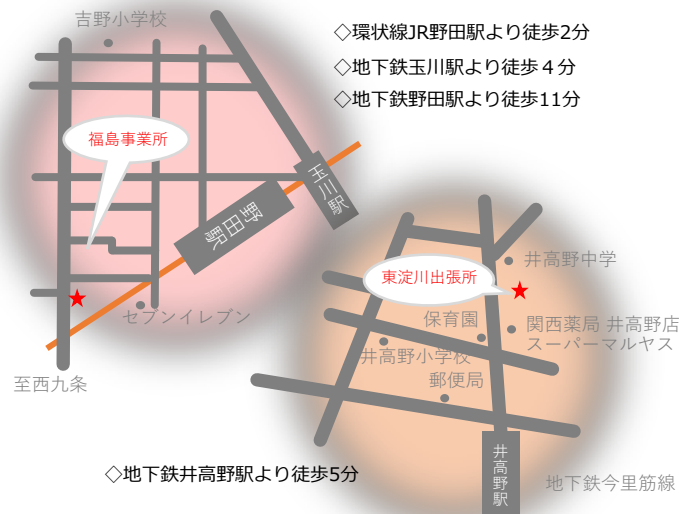 吉野小学校
◇環状線JR野田駅より徒歩2分
◇地下鉄玉川駅より徒歩４分
◇地下鉄野田駅より徒歩11分
福島事業所
玉川駅
野田駅
セブンイレブン
至西九条
井高野中学
東淀川出張所
保育園
関西薬局 井高野店
スーパーマルヤス
井高野小学校
郵便局
井高野駅
◇地下鉄井高野駅より徒歩5分
地下鉄今里筋線